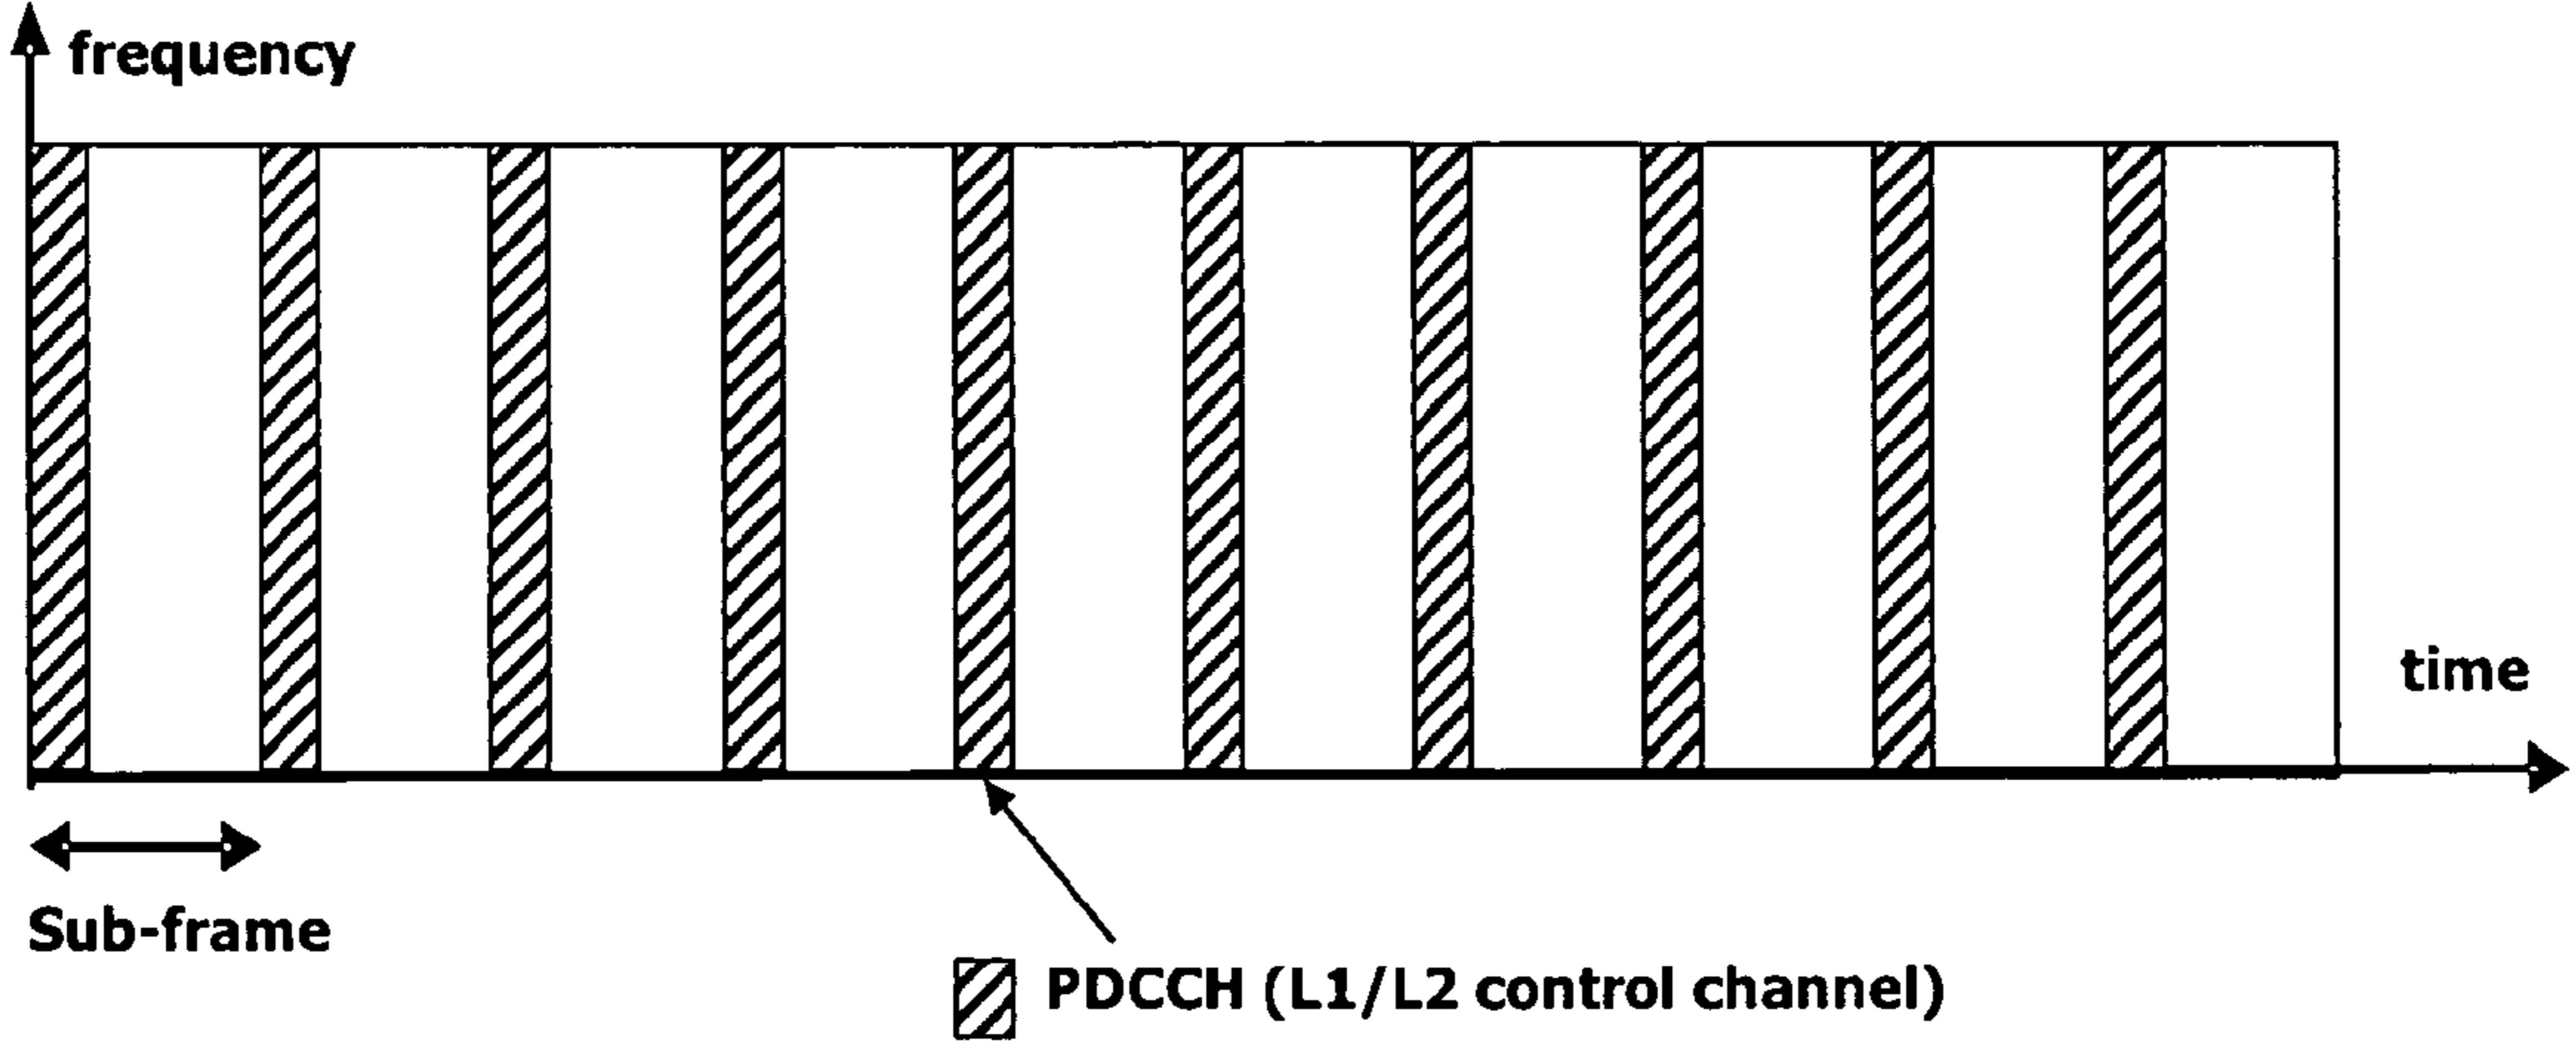 frequency
time
Sub-frame
PDCCH (L1/L2 control channel)